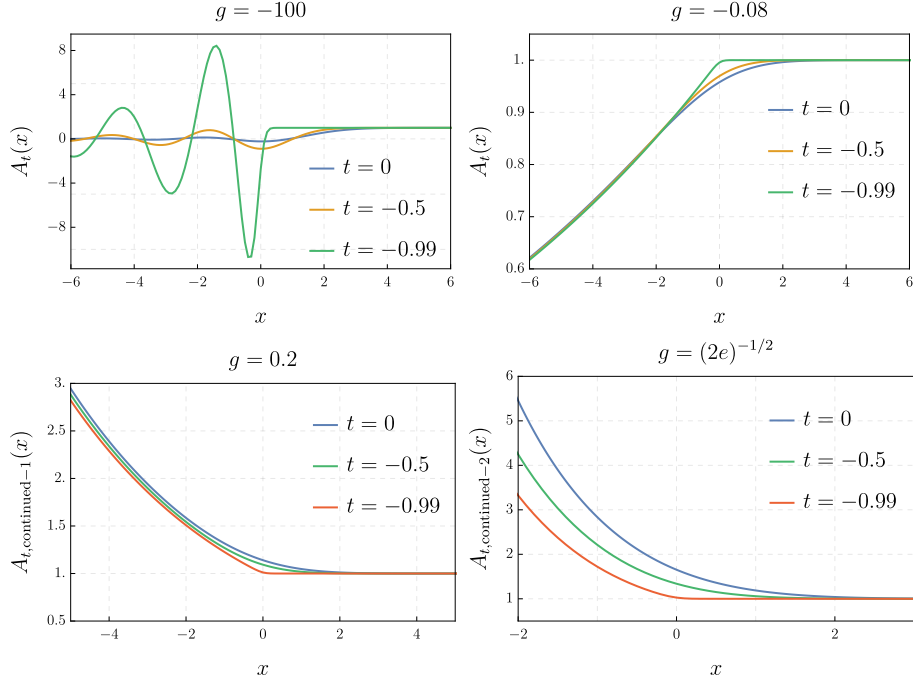 g = −100
A_t(x)
8
4
0
−4
−8
−6
−4
−2
0
2
4
6
x
t = 0
t = −0.5
t = −0.99
g = −0.08
A_t(x)
1.
0.9
0.8
0.7
0.6
−6
−4
−2
0
2
4
6
x
t = 0
t = −0.5
t = −0.99
g = 0.2
A_{t,continued−1}(x)
3.
2.5
2
1.5
1.0
0.5
−4
−2
0
2
4
x
t = 0
t = −0.5
t = −0.99
g = (2e)^{−1/2}
A_{t,continued−2}(x)
6
5
4
3
2
1
−2
0
2
x
t = 0
t = −0.5
t = −0.99